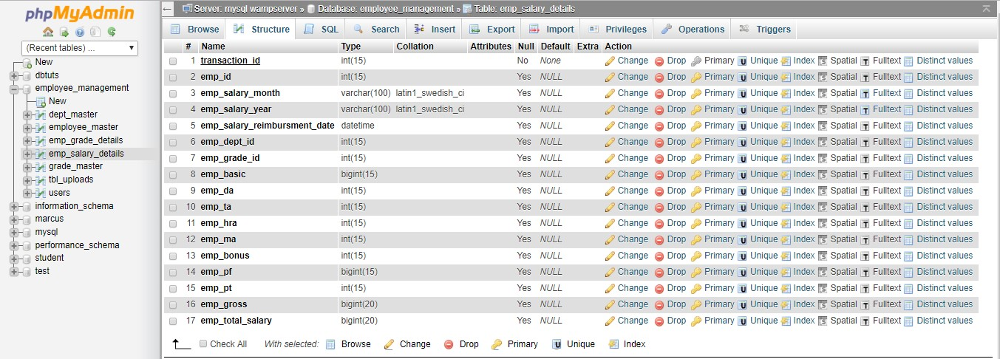 phpMyAdmin
(Recent tables) ...
New
dbtuts
employee_management
New
dept_master
employee_master
emp_grade_details
emp_salary_details
grade_master
tbl_uploads
users
information_schema
marcus
mysql
performance_schema
student
test
Server: mysql wampserver » Database: employee_management » Table: emp_salary_details
Browse Structure SQL Search Insert Export Import Privileges Operations Triggers
# Name Type Collation Attributes Null Default Extra Action
1 transaction_id int(15) No None Change Drop Primary Unique Index Spatial Fulltext Distinct values
2 emp_id int(15) Yes NULL Change Drop Primary Unique Index Spatial Fulltext Distinct values
3 emp_salary_month varchar(100) latin1_swedish_ci Yes NULL Change Drop Primary Unique Index Spatial Fulltext Distinct values
4 emp_salary_year varchar(100) latin1_swedish_ci Yes NULL Change Drop Primary Unique Index Spatial Fulltext Distinct values
5 emp_salary_reimbursment_date datetime Yes NULL Change Drop Primary Unique Index Spatial Fulltext Distinct values
6 emp_dept_id int(15) Yes NULL Change Drop Primary Unique Index Spatial Fulltext Distinct values
7 emp_grade_id int(15) Yes NULL Change Drop Primary Unique Index Spatial Fulltext Distinct values
8 emp_basic bigint(15) Yes NULL Change Drop Primary Unique Index Spatial Fulltext Distinct values
9 emp_da int(15) Yes NULL Change Drop Primary Unique Index Spatial Fulltext Distinct values
10 emp_ta int(15) Yes NULL Change Drop Primary Unique Index Spatial Fulltext Distinct values
11 emp_hra int(15) Yes NULL Change Drop Primary Unique Index Spatial Fulltext Distinct values
12 emp_ma int(15) Yes NULL Change Drop Primary Unique Index Spatial Fulltext Distinct values
13 emp_bonus int(15) Yes NULL Change Drop Primary Unique Index Spatial Fulltext Distinct values
14 emp_pf bigint(15) Yes NULL Change Drop Primary Unique Index Spatial Fulltext Distinct values
15 emp_pt int(15) Yes NULL Change Drop Primary Unique Index Spatial Fulltext Distinct values
16 emp_gross bigint(20) Yes NULL Change Drop Primary Unique Index Spatial Fulltext Distinct values
17 emp_total_salary bigint(20) Yes NULL Change Drop Primary Unique Index Spatial Fulltext Distinct values
Check All With selected: Browse Change Drop Primary Unique Index